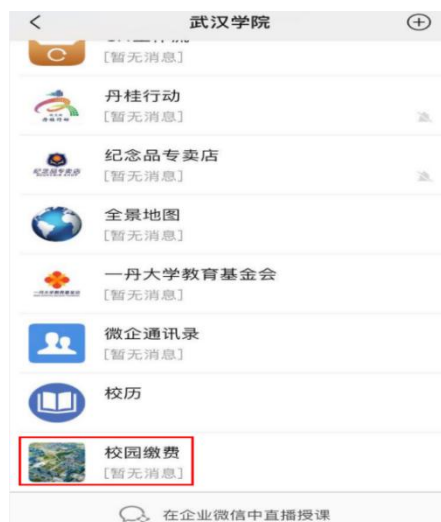 武汉学院
[暂无消息]
丹桂行动
[暂无消息]
纪念品专卖店
[暂无消息]
全景地图
[暂无消息]
一丹大学教育基金会
[暂无消息]
微企通讯录
[暂无消息]
校历
校园缴费
[暂无消息]
在企业微信中直播授课